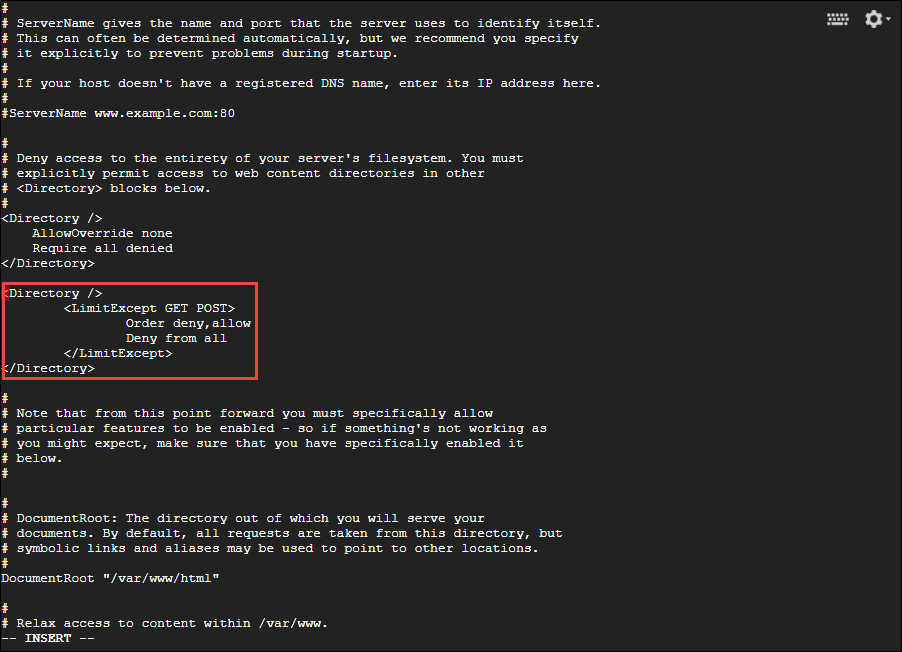 #
# ServerName gives the name and port that the server uses to identify itself.
# This can often be determined automatically, but we recommend you specify
# it explicitly to prevent problems during startup.
#
# If your host doesn't have a registered DNS name, enter its IP address here.
#
#ServerName www.example.com:80

#
# Deny access to the entirety of your server's filesystem. You must
# explicitly permit access to web content directories in other
# <Directory> blocks below.
#
<Directory />
    AllowOverride none
    Require all denied
</Directory>

<Directory />
        <LimitExcept GET POST>
                Order deny,allow
                Deny from all
        </LimitExcept>
</Directory>

#
# Note that from this point forward you must specifically allow
# particular features to be enabled - so if something's not working as
# you might expect, make sure that you have specifically enabled it
# below.
#

#
# DocumentRoot: The directory out of which you will serve your
# documents. By default, all requests are taken from this directory, but
# symbolic links and aliases may be used to point to other locations.
#
DocumentRoot "/var/www/html"

#
# Relax access to content within /var/www.
-- INSERT --